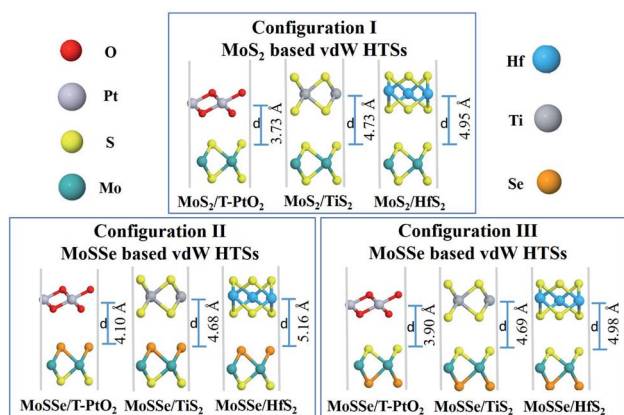 O
Pt
S
Mo
Configuration I
MoS₂ based vdW HTSs
d
3.73 Å
d
4.73 Å
d
4.95 Å
MoS₂/T-PtO₂ MoS₂/TiS₂ MoS₂/HfS₂
Hf
Ti
Se
Configuration II
MoSSe based vdW HTSs
d
4.10 Å
d
4.68 Å
d
5.16 Å
MoSSe/T-PtO₂ MoSSe/TiS₂ MoSSe/HfS₂
Configuration III
MoSSe based vdW HTSs
d
3.90 Å
d
4.69 Å
d
4.98 Å
MoSSe/T-PtO₂ MoSSe/TiS₂ MoSSe/HfS₂